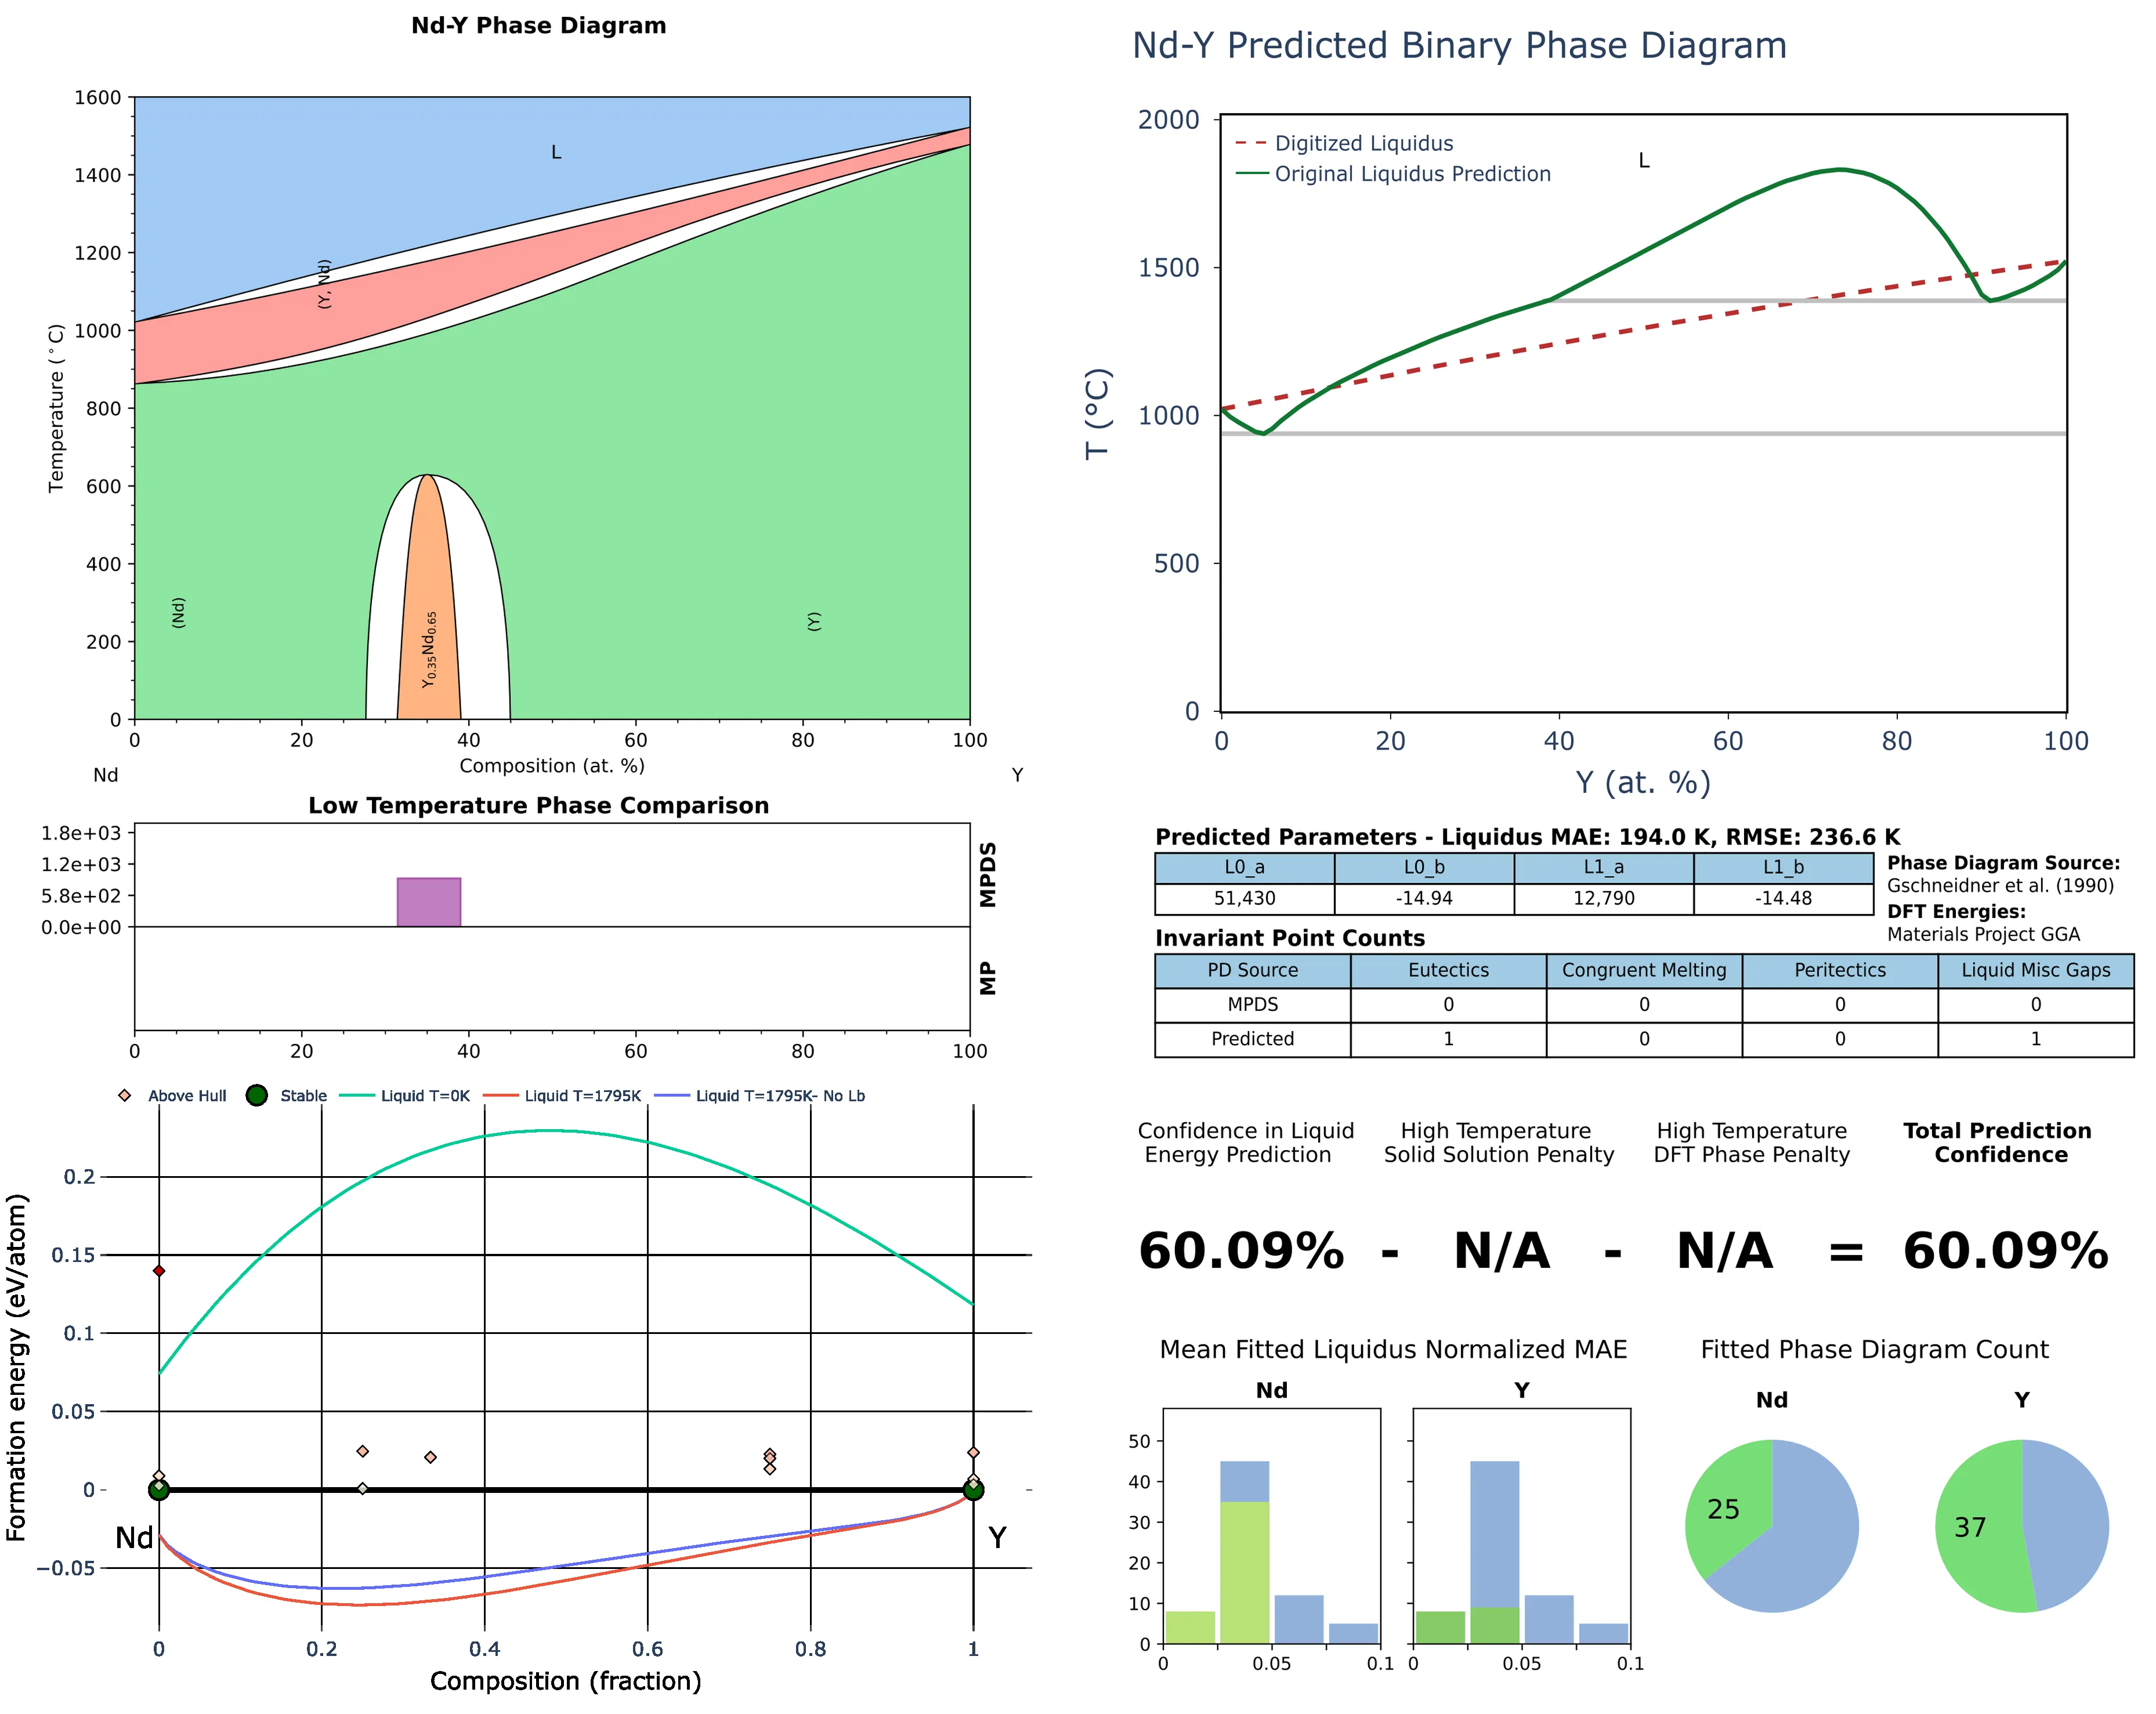 Nd-Y Phase Diagram
1600
1400
1200
1000
800
600
400
200
0
Temperature (°C)
L
(Y, Nd)
(Nd)
(Y)
Y0.35Nd0.65
0 20 40 60 80 100
Composition (at. %)
Nd Y
Low Temperature Phase Comparison
1.8e+03
1.2e+03
5.8e+02
0.0e+00
MPDS
MP
0 20 40 60 80 100
Above Hull Stable Liquid T=0K Liquid T=1795K Liquid T=1795K- No Lb
0.2
0.15
0.1
0.05
0
−0.05
Formation energy (eV/atom)
Nd Y
0 0.2 0.4 0.6 0.8 1
Composition (fraction)
Nd-Y Predicted Binary Phase Diagram
2000
1500
1000
500
0
T (°C)
Digitized Liquidus
Original Liquidus Prediction
L
0 20 40 60 80 100
Y (at. %)
Predicted Parameters - Liquidus MAE: 194.0 K, RMSE: 236.6 K
L0_a L0_b L1_a L1_b
51,430 -14.94 12,790 -14.48
Phase Diagram Source:
Gschneidner et al. (1990)
DFT Energies:
Materials Project GGA
Invariant Point Counts
PD Source Eutectics Congruent Melting Peritectics Liquid Misc Gaps
MPDS 0 0 0 0
Predicted 1 0 0 1
Confidence in Liquid High Temperature High Temperature Total Prediction
Energy Prediction Solid Solution Penalty DFT Phase Penalty Confidence
60.09% - N/A - N/A = 60.09%
Mean Fitted Liquidus Normalized MAE
Nd Y
50
40
30
20
10
0
0 0.05 0.1 0 0.05 0.1
Fitted Phase Diagram Count
Nd Y
25 37